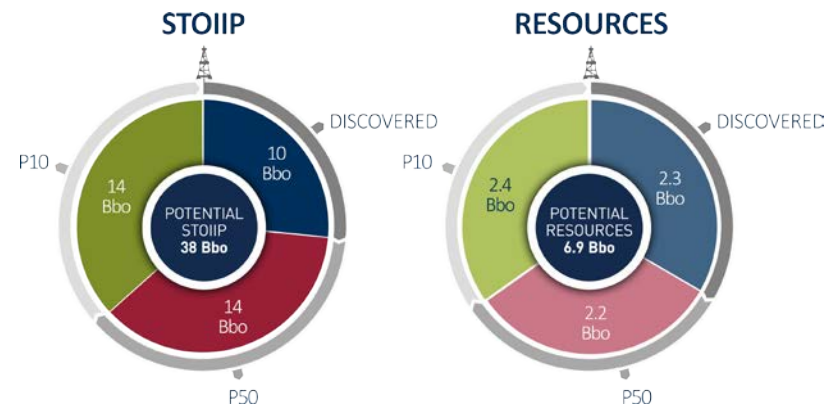 STOIIP
DISCOVERED
P10
10
Bbo
14
Bbo
POTENTIAL
STOIIP
38 Bbo
14
Bbo
P50
RESOURCES
DISCOVERED
P10
2.3
Bbo
2.4
Bbo
POTENTIAL
RESOURCES
6.9 Bbo
2.2
Bbo
P50